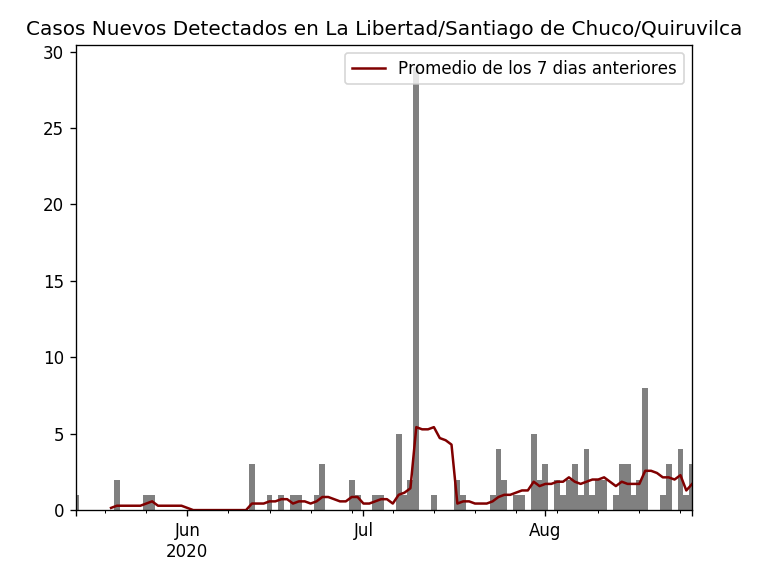 Casos Nuevos Detectados en La Libertad/Santiago de Chuco/Quiruvilca
Promedio de los 7 dias anteriores
30
25
20
15
10
5
0
Jun
2020
Jul
Aug